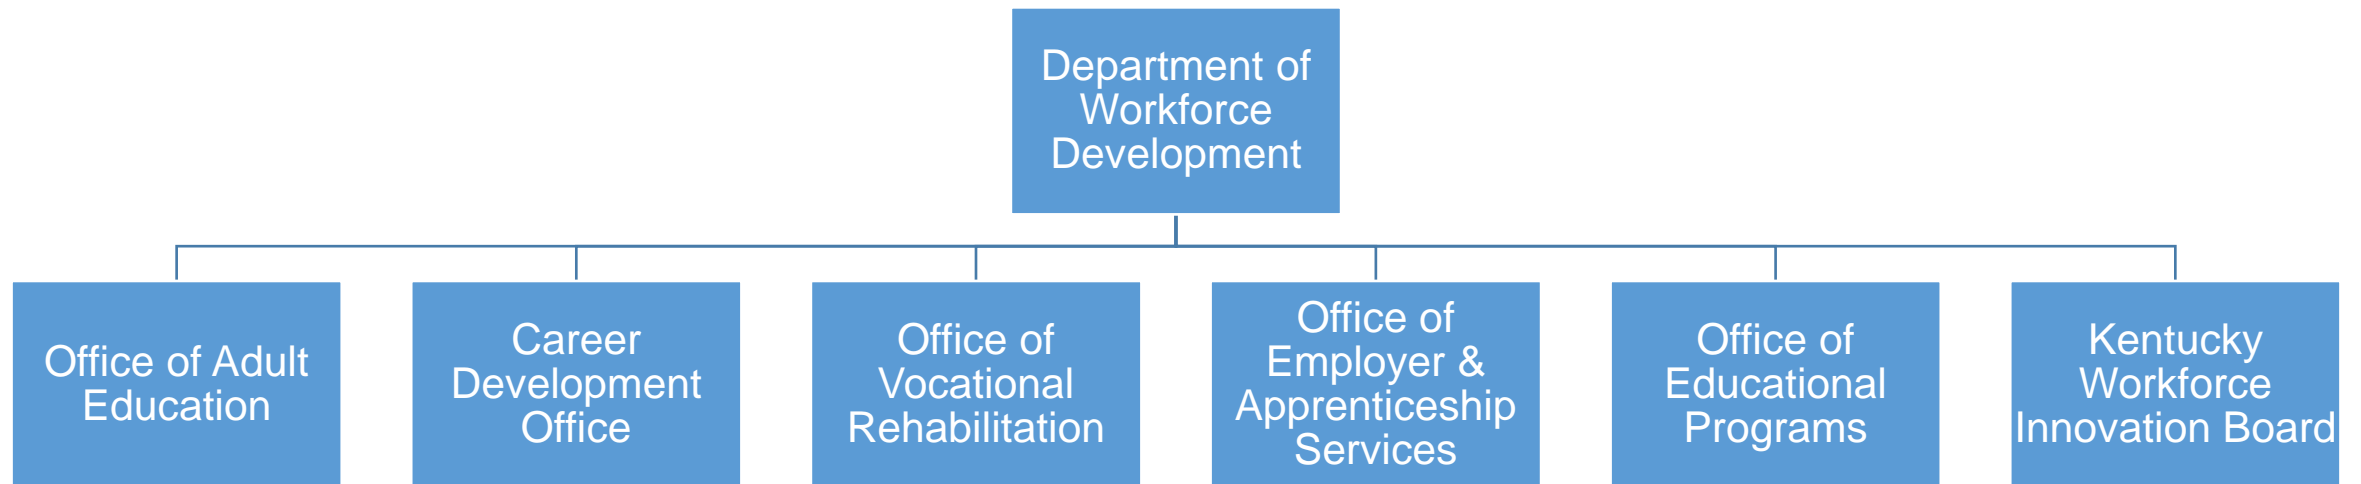 Department of
Workforce
Development
Office of Adult
Education
Career
Development
Office
Office of
Vocational
Rehabilitation
Office of
Employer &
Apprenticeship
Services
Office of
Educational
Programs
Kentucky
Workforce
Innovation Board